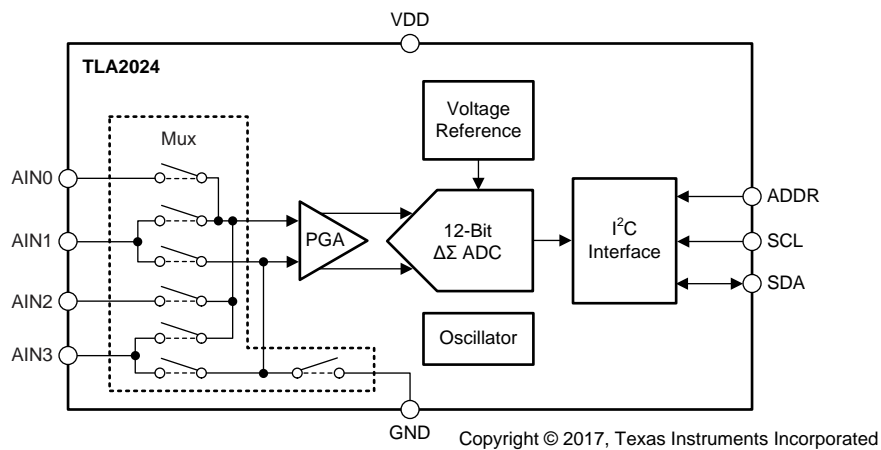 VDD
TLA2024
Voltage
Reference
Mux
AIN0
AIN1
AIN2
AIN3
PGA
12-Bit
ΔΣ ADC
I²C
Interface
ADDR
SCL
SDA
Oscillator
GND
Copyright © 2017, Texas Instruments Incorporated